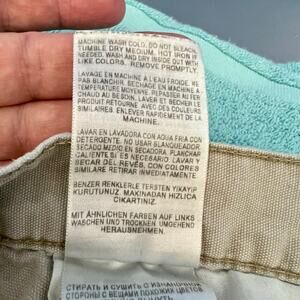 MACHINE WASH COLD. DO NOT BLEACH.
TUMBLE DRY MEDIUM. HOT IRON IF
NEEDED. WASH AND DRY INSIDE OUT WITH
LIKE COLORS. REMOVE PROMPTLY.
LAVAGE EN MACHINE A L'EAU FROIDE. NE
PAS BLANCHIR. SECHAGE EN MACHINE A
TEMPERATURE MOYENNE. REPASSER AU FER
CHAUD AU BESOIN. LAVER ET SECHER LE
PRODUIT RETOURNE AVEC DES COULEURS
SIMILAIRES.
ENLEVER RAPIDEMENT DE
LA MACHINE.
LAVAR EN LAVADORA CON AGUA FRIA CON
DETERGENTE. NO USAR BLANQUEADOR.
SECADO MEDIO EN SECADORA. PLANCHAR
CALIENTE SI ES NECESARIO. LAVAR Y
SECAR DEL REVÉS, CON COLORES
SIMILARE RETIRAR INMEDIATAMENTE.
BENZER RENKLERLE TERSTEN YIKAYIP
KURUTUNUZ. MAKINADAN HIZLICA
CIKARTINIZ.
MIT ÄHNLICHEN FARBEN AUF LINKS
WASCHEN UND TROCKNEN. UMGEHEND
HERAUSNEHMEN.
СТИРАТЬ И СУШИТЬ С ИЗНАНОЧНОЙ
СТОРОНЫ С ВЕЩАМИ ПОХОЖИХ ЦВЕТОВ